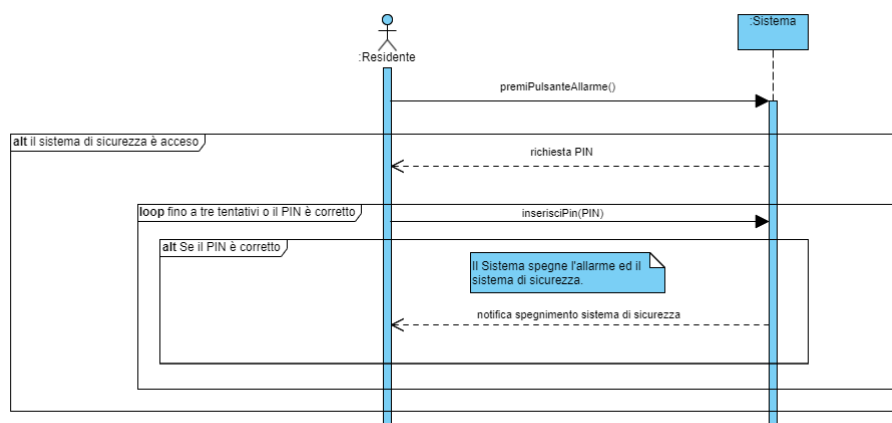 :Sistema
:Residente
premiPulsanteAllarme()
alt il sistema di sicurezza è acceso
richiesta PIN
loop fino a tre tentativi o il PIN è corretto
inserisciPin(PIN)
alt Se il PIN è corretto
Il Sistema spegne l'allarme ed il
sistema di sicurezza.
notifica spegnimento sistema di sicurezza